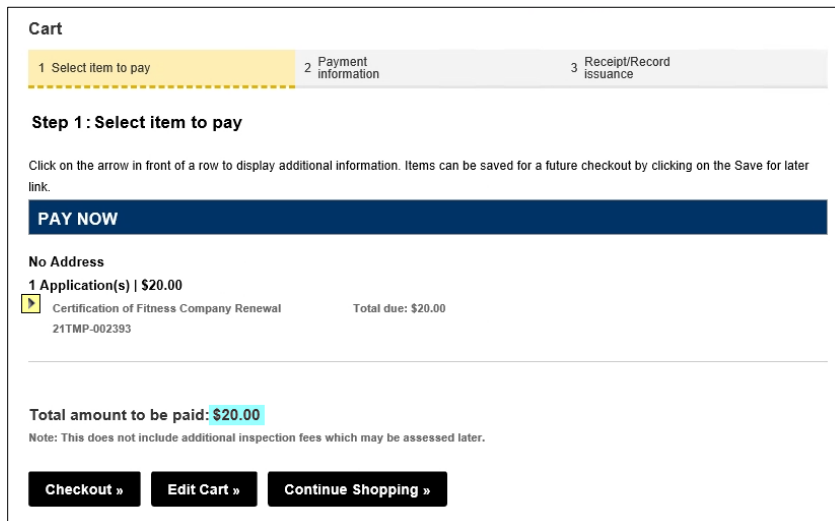 Cart
1 Select item to pay
2 Payment information
3 Receipt/Record issuance
Step 1: Select item to pay
Click on the arrow in front of a row to display additional information. Items can be saved for a future checkout by clicking on the Save for later
link.
PAY NOW
No Address
1 Application(s) | $20.00
Certification of Fitness Company Renewal Total due: $20.00
21TMP-002393
Total amount to be paid: $20.00
Note: This does not include additional inspection fees which may be assessed later.
Checkout » Edit Cart » Continue Shopping »